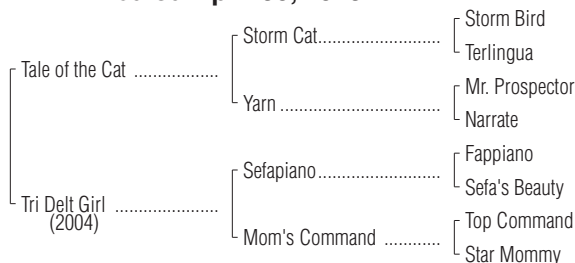 Storm Bird
Storm Cat........................
Terlingua
Tale of the Cat .................
Mr. Prospector
Yarn ................................
Narrate
Fappiano
Sefapiano........................
Sefa's Beauty
Tri Delt Girl .....................
(2004)
Top Command
Mom's Command ...........
Star Mommy